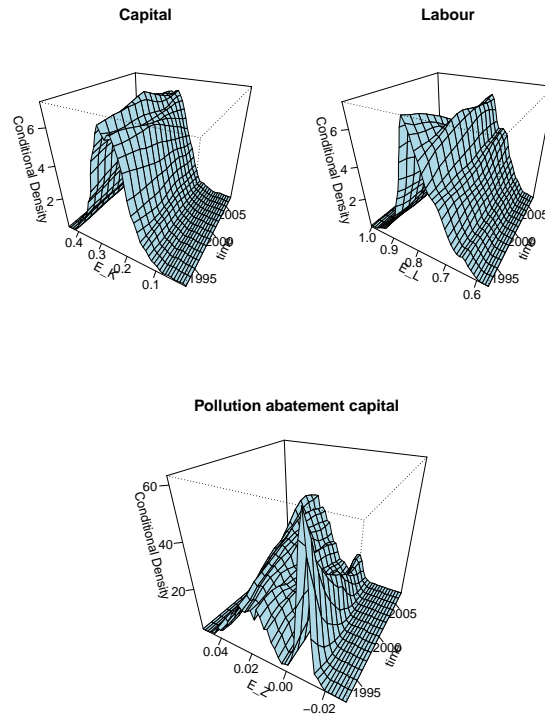 Capital
Conditional Density
2
4
6
0.4
0.3
0.2
0.1
E_K
1995
2000
2005
time
Labour
Conditional Density
2
4
6
1.0
0.9
0.8
0.7
0.6
E_L
1995
2000
2005
time
Pollution abatement capital
Conditional Density
20
40
60
0.04
0.02
0.00
−0.02
E_Z
1995
2000
2005
time